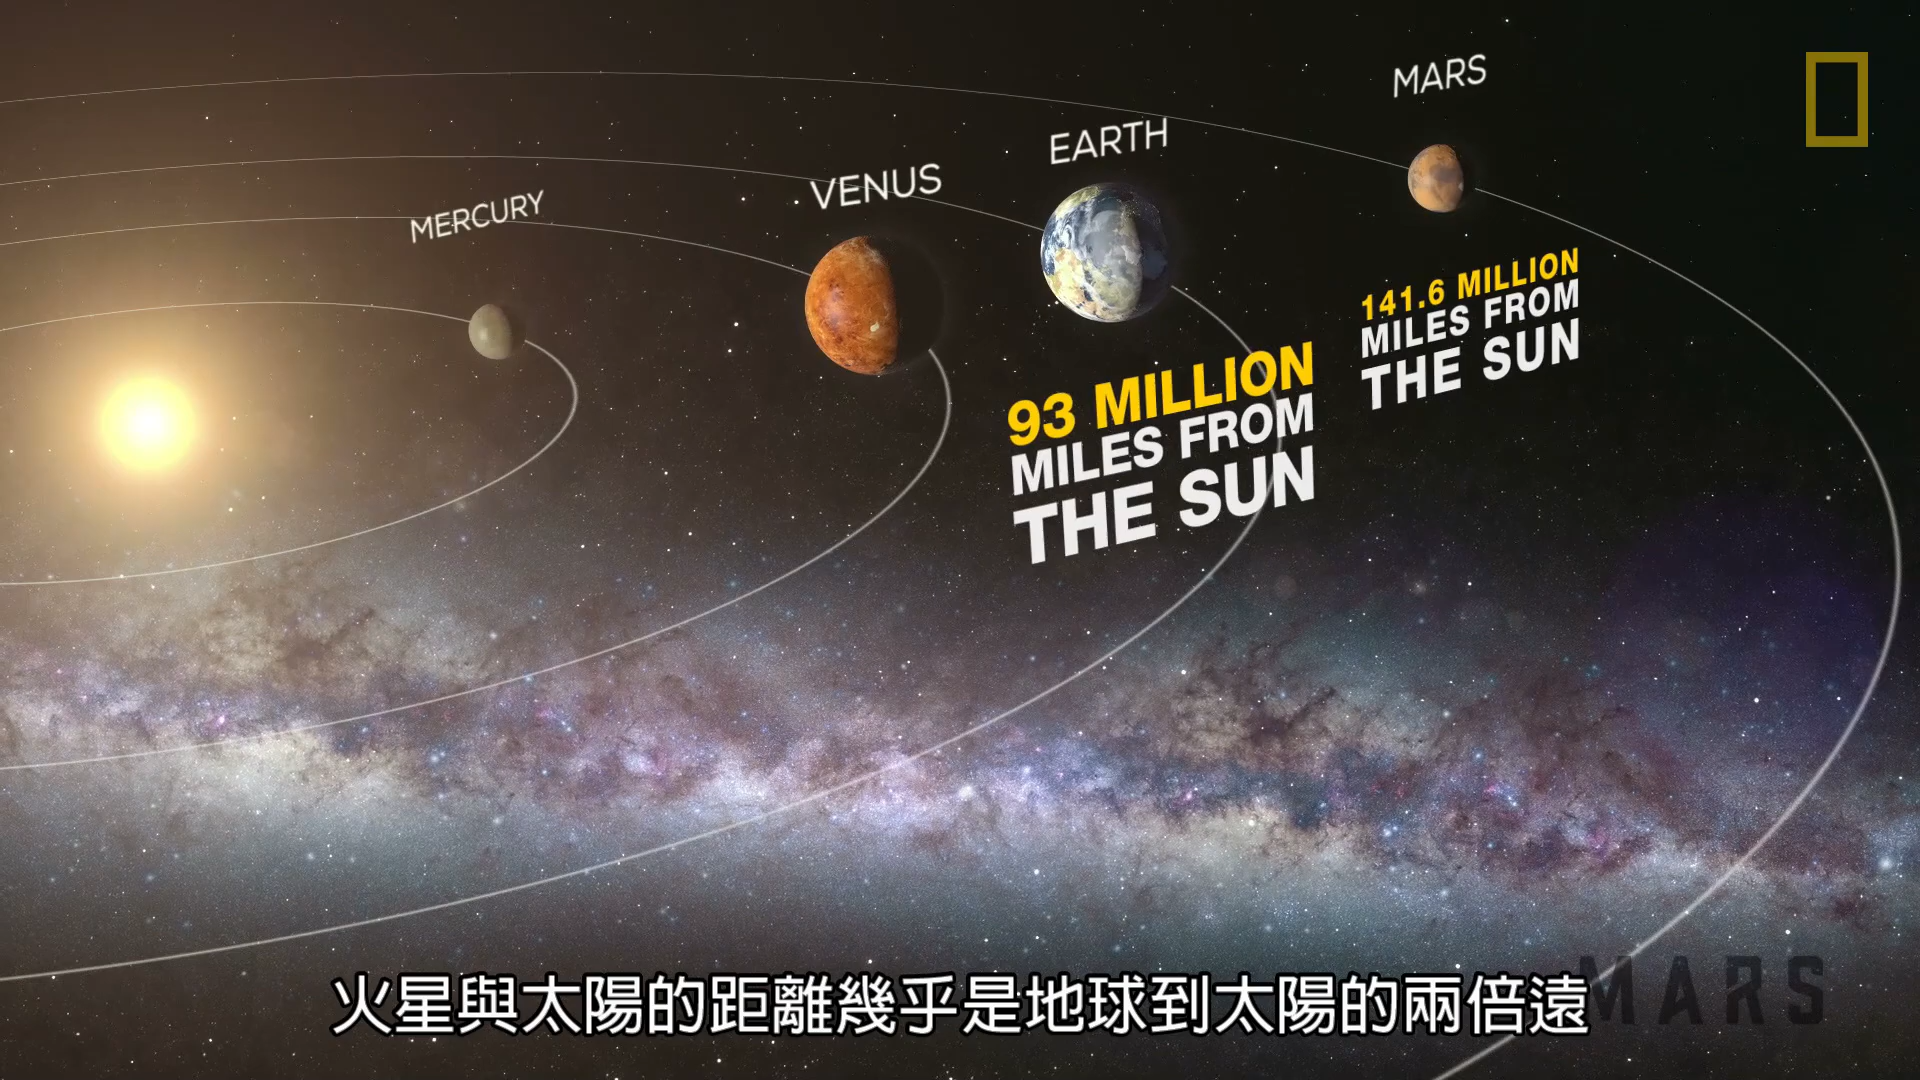 MARS
EARTH
VENUS
MERCURY
141.6 MILLION
MILES FROM
THE SUN
93 MILLION
MILES FROM
THE SUN
火星與太陽的距離幾乎是地球到太陽的兩倍遠
MARS